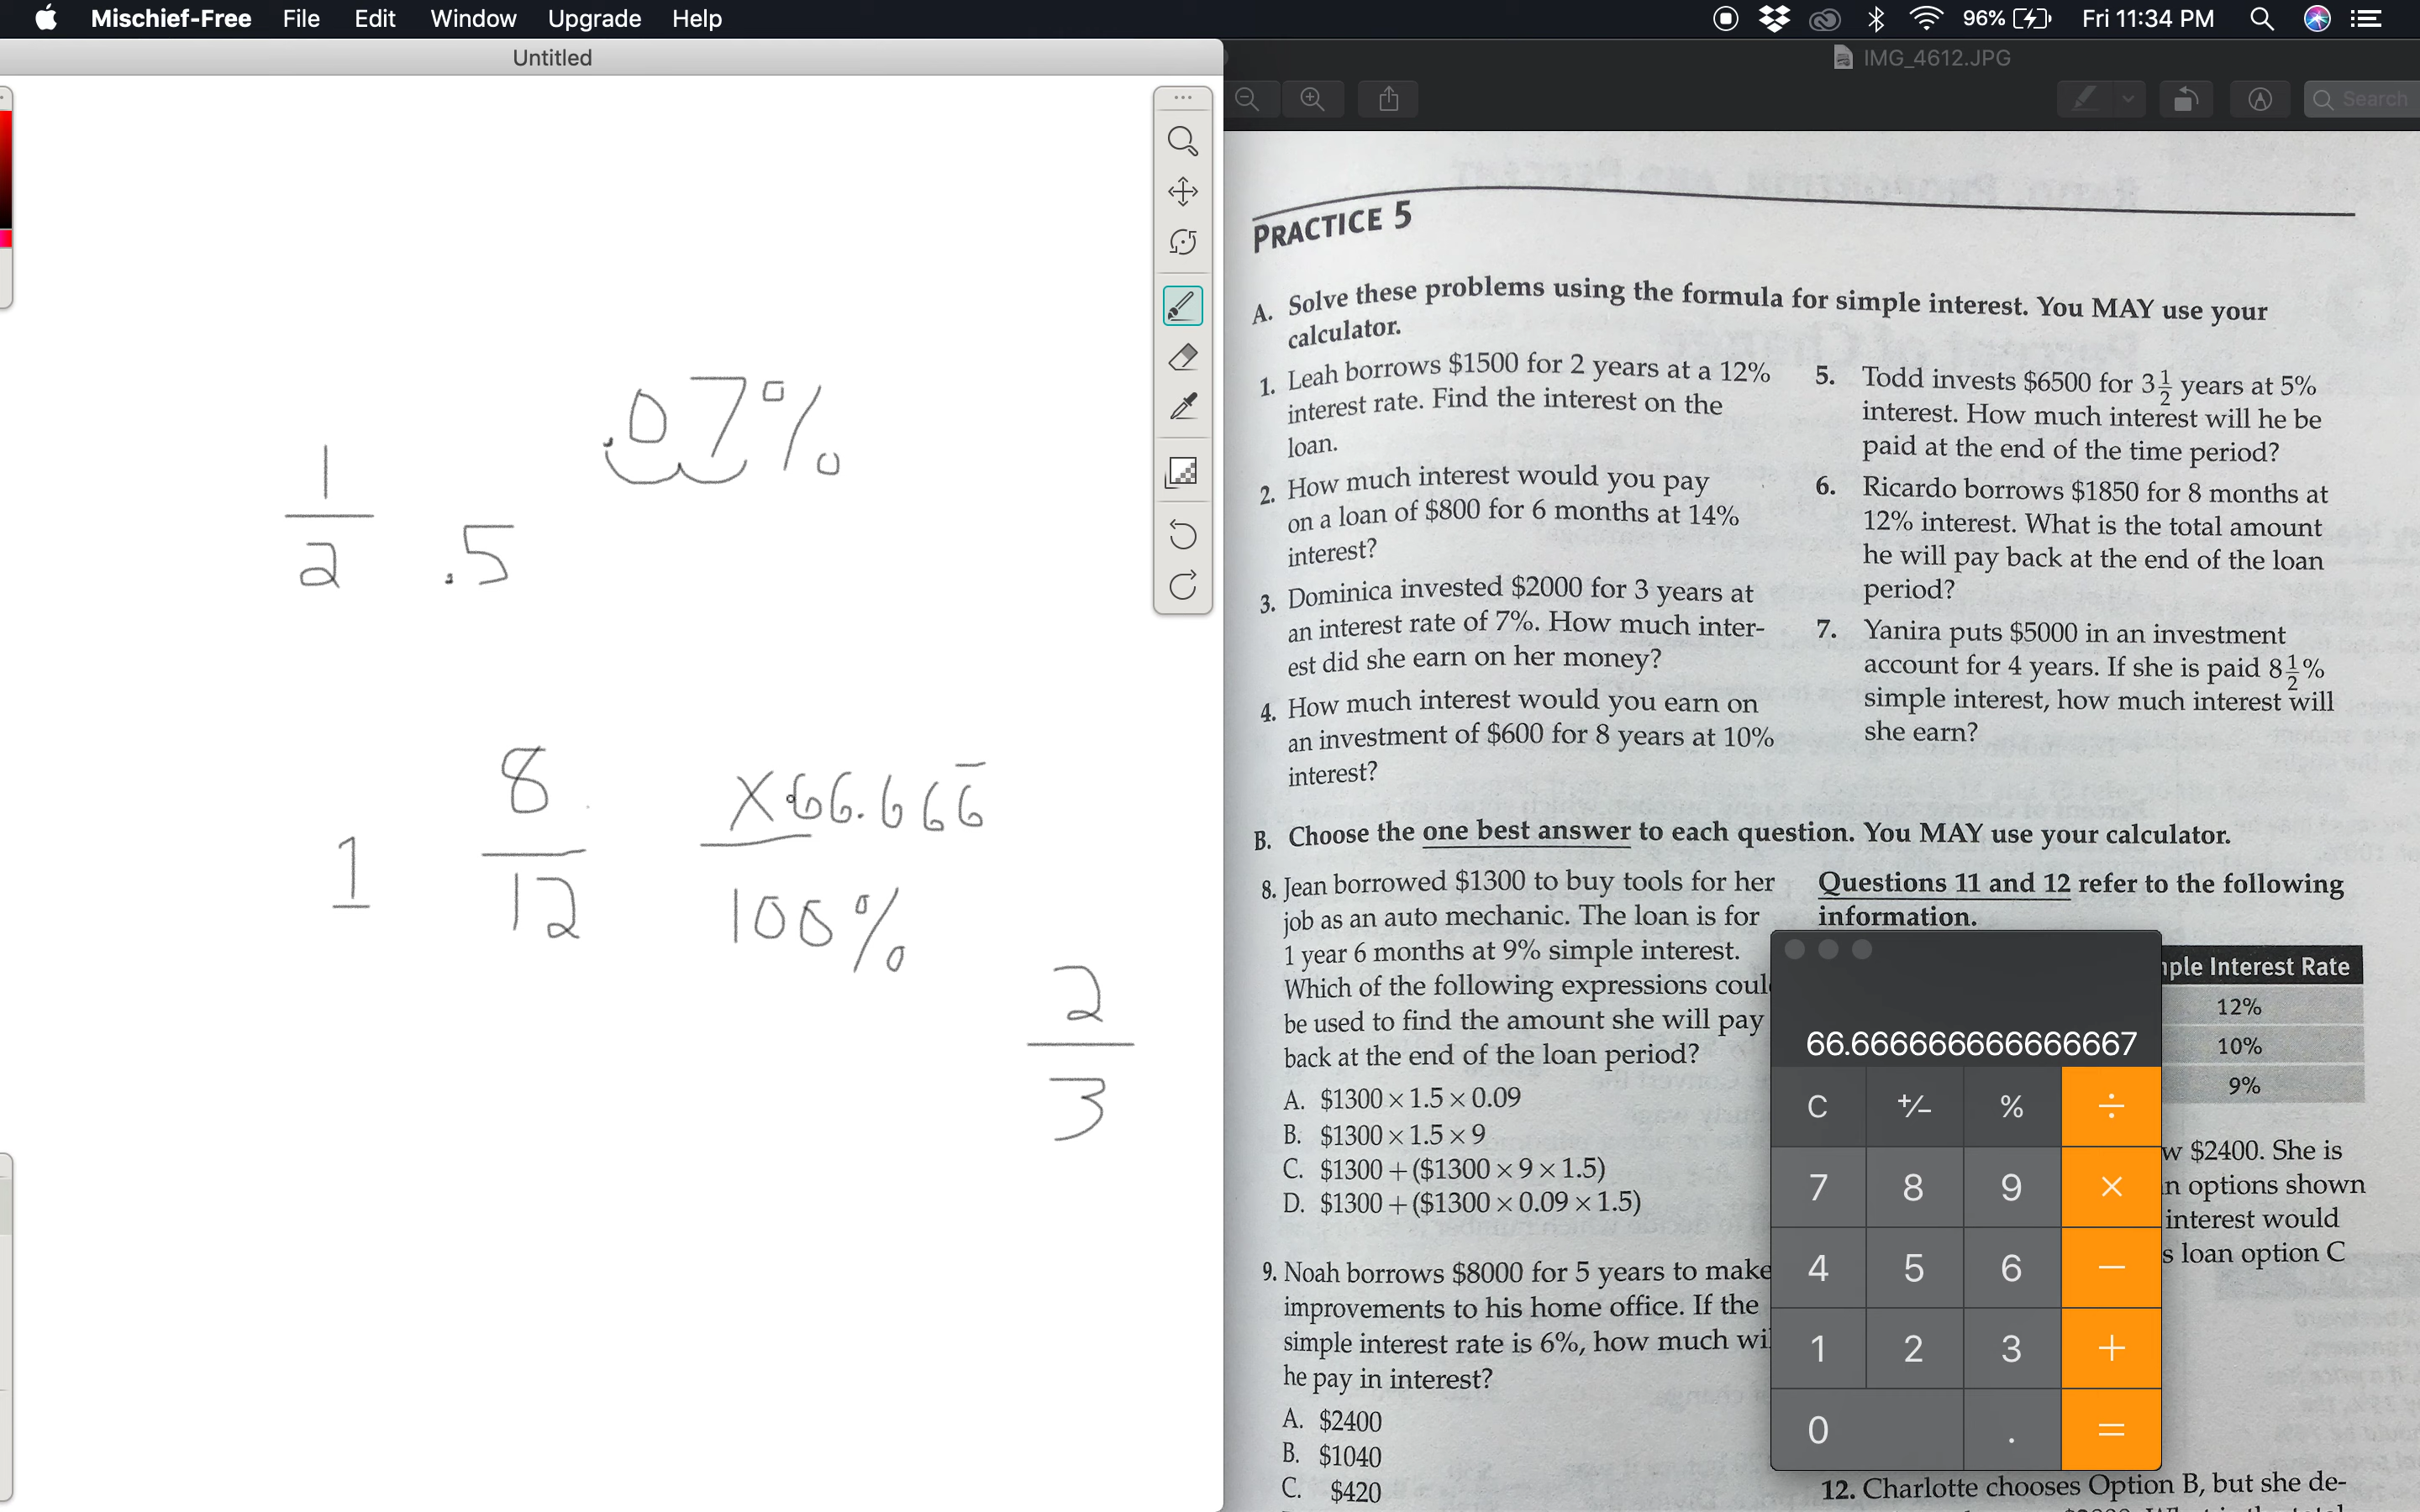 Mischief-Free File Edit Window Upgrade Help
96% Fri 11:34 PM
Untitled
IMG_4612.JPG
Search
.07%
1/2 .5
8/12 X.66.666
1 100%
2/3
PRACTICE 5
A. Solve these problems using the formula for simple interest. You MAY use your
calculator.
1. Leah borrows $1500 for 2 years at a 12%
interest rate. Find the interest on the
loan.
2. How much interest would you pay
on a loan of $800 for 6 months at 14%
interest?
3. Dominica invested $2000 for 3 years at
an interest rate of 7%. How much inter-
est did she earn on her money?
4. How much interest would you earn on
an investment of $600 for 8 years at 10%
interest?
5. Todd invests $6500 for 3 1/2 years at 5%
interest. How much interest will he be
paid at the end of the time period?
6. Ricardo borrows $1850 for 8 months at
12% interest. What is the total amount
he will pay back at the end of the loan
period?
7. Yanira puts $5000 in an investment
account for 4 years. If she is paid 8 1/2%
simple interest, how much interest will
she earn?
B. Choose the one best answer to each question. You MAY use your calculator.
8. Jean borrowed $1300 to buy tools for her
job as an auto mechanic. The loan is for
1 year 6 months at 9% simple interest.
Which of the following expressions coul
be used to find the amount she will pay
back at the end of the loan period?
A. $1300 × 1.5 × 0.09
B. $1300 × 1.5 × 9
C. $1300 + ($1300 × 9 × 1.5)
D. $1300 + ($1300 × 0.09 × 1.5)
9. Noah borrows $8000 for 5 years to make
improvements to his home office. If the
simple interest rate is 6%, how much wi
he pay in interest?
A. $2400
B. $1040
C. $420
Questions 11 and 12 refer to the following
information.
ple Interest Rate
12%
10%
9%
w $2400. She is
n options shown
interest would
s loan option C
12. Charlotte chooses Option B, but she de-
66.666666666666667
C +/− % ÷
7 8 9 ×
4 5 6 −
1 2 3 +
0 . =